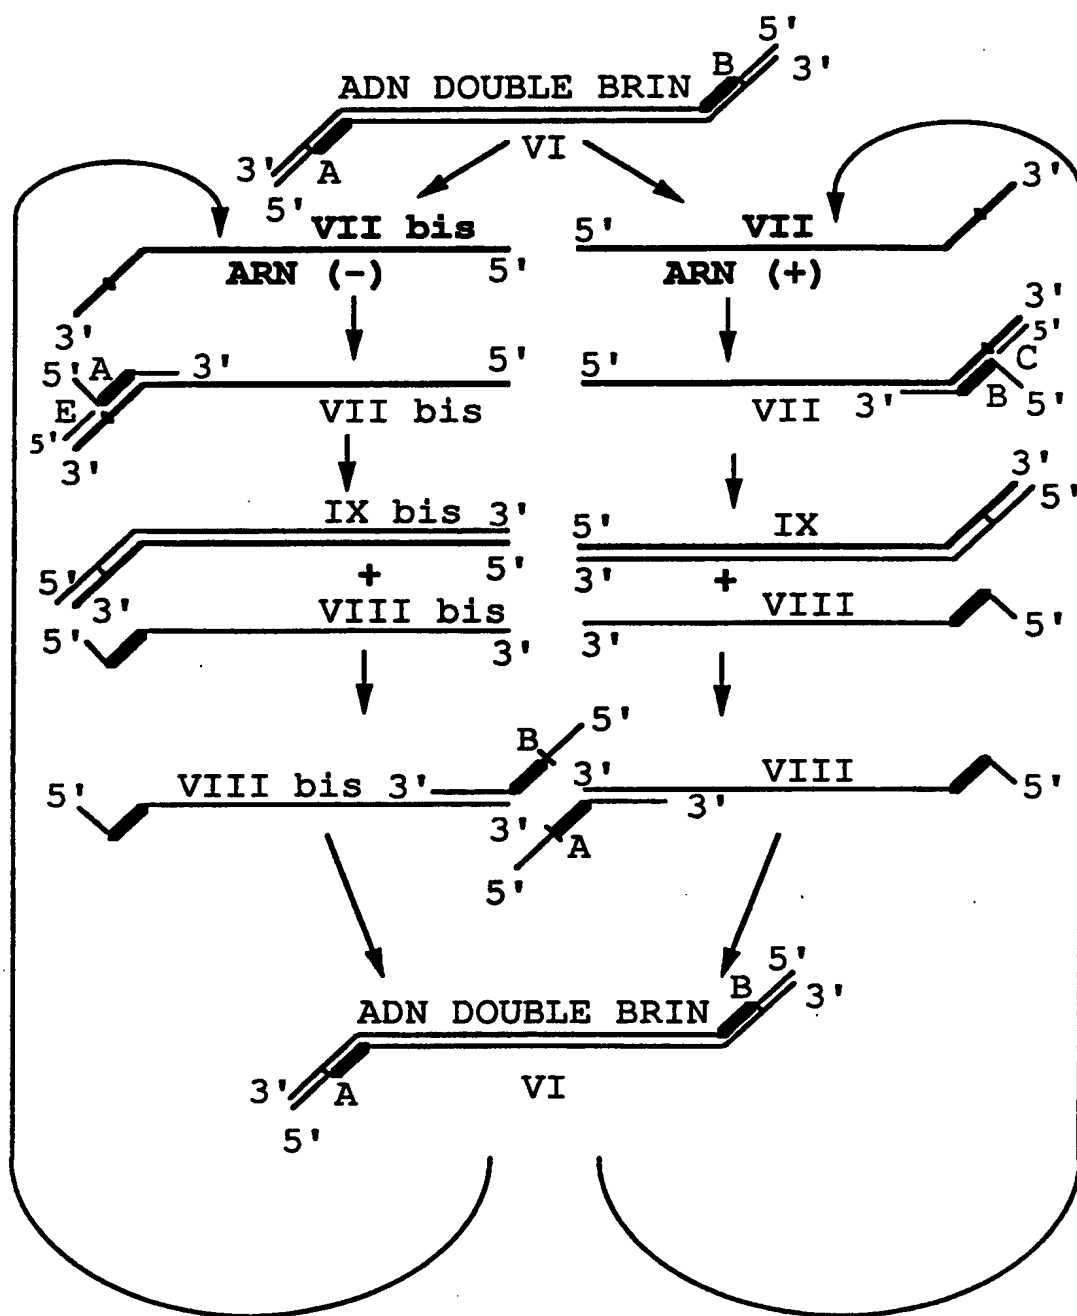 5'
B
3'
ADN DOUBLE BRIN
VI
3'
A
5'
3'
VII bis
5'
VII
ARN (-)
5'
ARN (+)
3'
3'
5'
A
3'
5'
5'
5'
C
E
VII bis
VII
3'
B
5'
5'
3'
3'
IX bis
3'
5'
IX
5'
5'
3'
+
5'
3'
+
VIII bis
VIII
5'
3'
3'
5'
5'
B
VIII bis
3'
3'
VIII
5'
3'
A
3'
5'
5'
5'
B
3'
ADN DOUBLE BRIN
3'
A
VI
5'